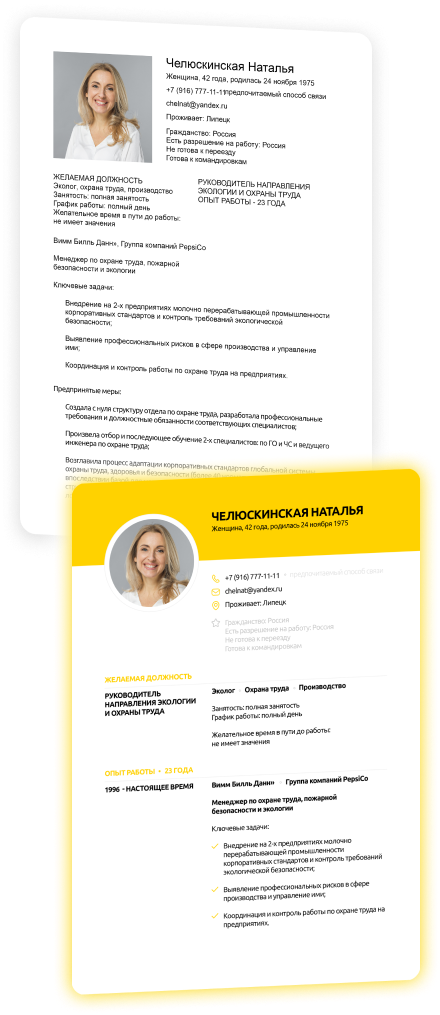 Челюскинская Наталья
Женщина, 42 года, родилась 24 ноября 1975
+7 (916) 777-11-11предпочитаемый способ связи
chelnat@yandex.ru
Проживает: Липецк
Гражданство: Россия
Есть разрешение на работу: Россия
Не готова к переезду
Готова к командировкам
ЖЕЛАЕМАЯ ДОЛЖНОСТЬ
Эколог, охрана труда, производство
Занятость: полная занятость
График работы: полный день
Желательное время в пути до работы:
не имеет значения
РУКОВОДИТЕЛЬ НАПРАВЛЕНИЯ
ЭКОЛОГИИ И ОХРАНЫ ТРУДА
ОПЫТ РАБОТЫ - 23 ГОДА
Вимм Билль Данн», Группа компаний PepsiCo
Менеджер по охране труда, пожарной
безопасности и экологии
Ключевые задачи:
Внедрение на 2-х предприятиях молочно перерабатывающей промышленности
корпоративных стандартов и контроль требований экологической
безопасности;
Выявление профессиональных рисков в сфере производства и управление
ими;
Координация и контроль работы по охране труда на предприятиях.
Предпринятые меры:
Создала с нуля структуру отдела по охране труда, разработала профессиональные
требования и должностные обязанности соответствующих специалистов;
Произвела отбор и последующее обучение 2-х специалистов: по ГО и ЧС и ведущего
инженера по охране труда;
Возглавила процесс адаптации корпоративных стандартов глобальной системы
охраны труда, здоровья и безопасности
ЧЕЛЮСКИНСКАЯ НАТАЛЬЯ
Женщина, 42 года, родилась 24 ноября 1975
+7 (916) 777-11-11 • предпочитаемый способ связи
chelnat@yandex.ru
Проживает: Липецк
Гражданство: Россия
Есть разрешение на работу: Россия
Не готова к переезду
Готова к командировкам
ЖЕЛАЕМАЯ ДОЛЖНОСТЬ
РУКОВОДИТЕЛЬ
НАПРАВЛЕНИЯ ЭКОЛОГИИ
И ОХРАНЫ ТРУДА
Эколог · Охрана труда · Производство
Занятость: полная занятость
График работы: полный день
Желательное время в пути до работы:
не имеет значения
ОПЫТ РАБОТЫ • 23 ГОДА
1996 - НАСТОЯЩЕЕ ВРЕМЯ
Вимм Билль Данн» · Группа компаний PepsiCo
Менеджер по охране труда, пожарной
безопасности и экологии
Ключевые задачи:
Внедрение на 2-х предприятиях молочно
перерабатывающей промышленности
корпоративных стандартов и контроль требований
экологической безопасности;
Выявление профессиональных рисков в сфере
производства и управление ими;
Координация и контроль работы по охране труда на
предприятиях.